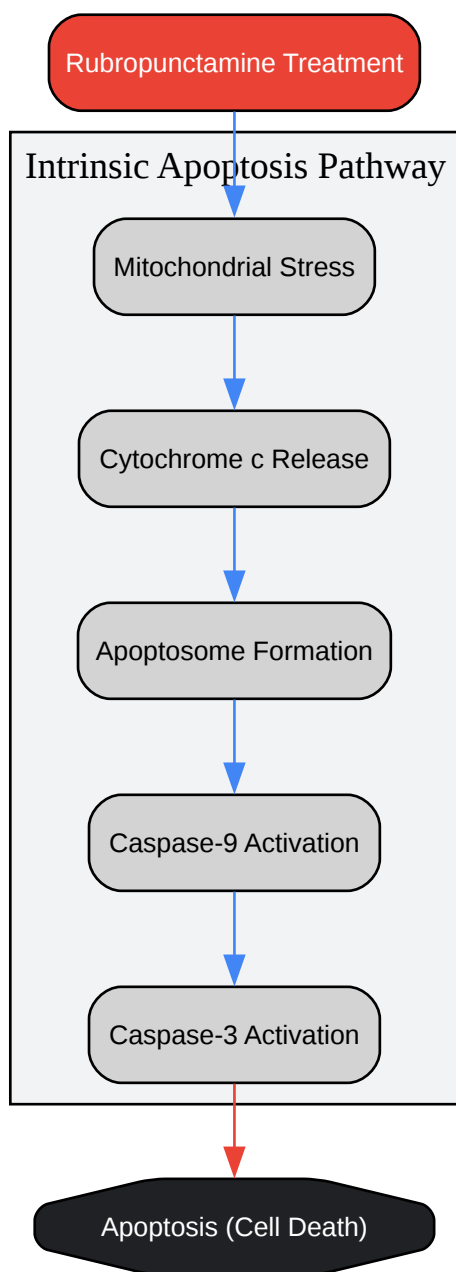 Rubropunctamine Treatment
Intrinsic Apoptosis Pathway
Mitochondrial Stress
Cytochrome c Release
Apoptosome Formation
Caspase-9 Activation
Caspase-3 Activation
Apoptosis (Cell Death)